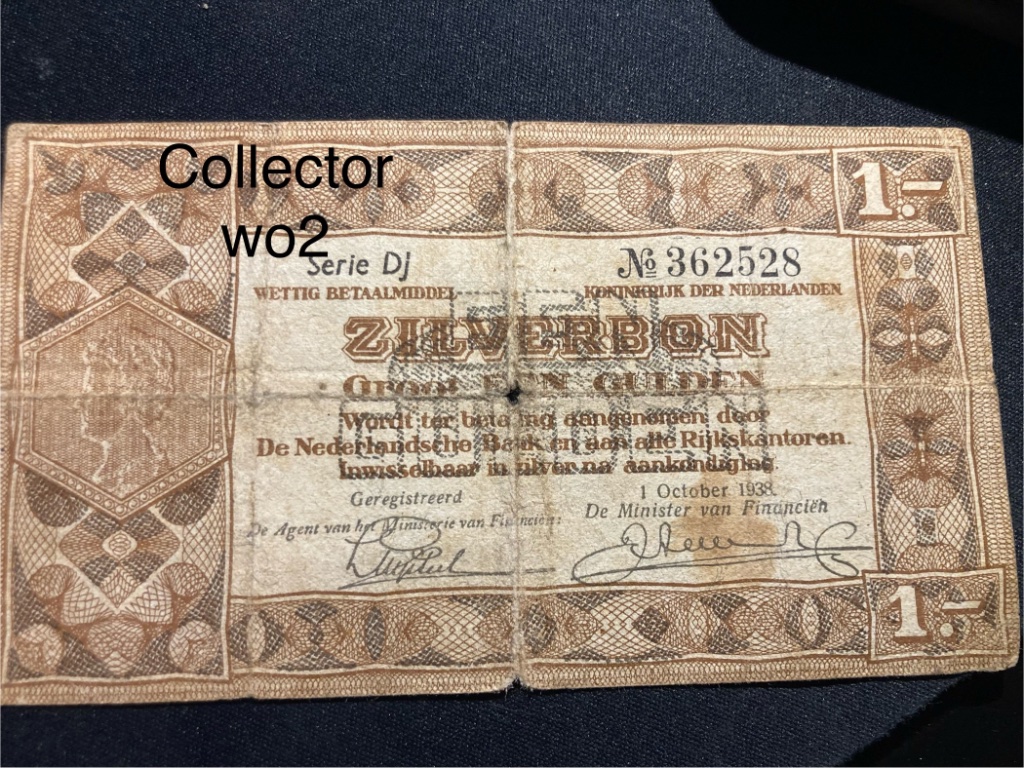 Collector
wo2
1.-
Serie DJ
No 362528
WETTIG BETAALMIDDEL
KONINKRIJK DER NEDERLANDEN
ZILVERBON
GROOT EEN GULDEN
Wordt ter betaling aangenomen door
De Nederlandsche Bank en aan alle Rijkskantoren.
Inwisselbaar in zilver na aankondiging.
Geregistreerd
De Agent van het Ministerie van Financiën:
1 October 1938.
De Minister van Financiën
1.-